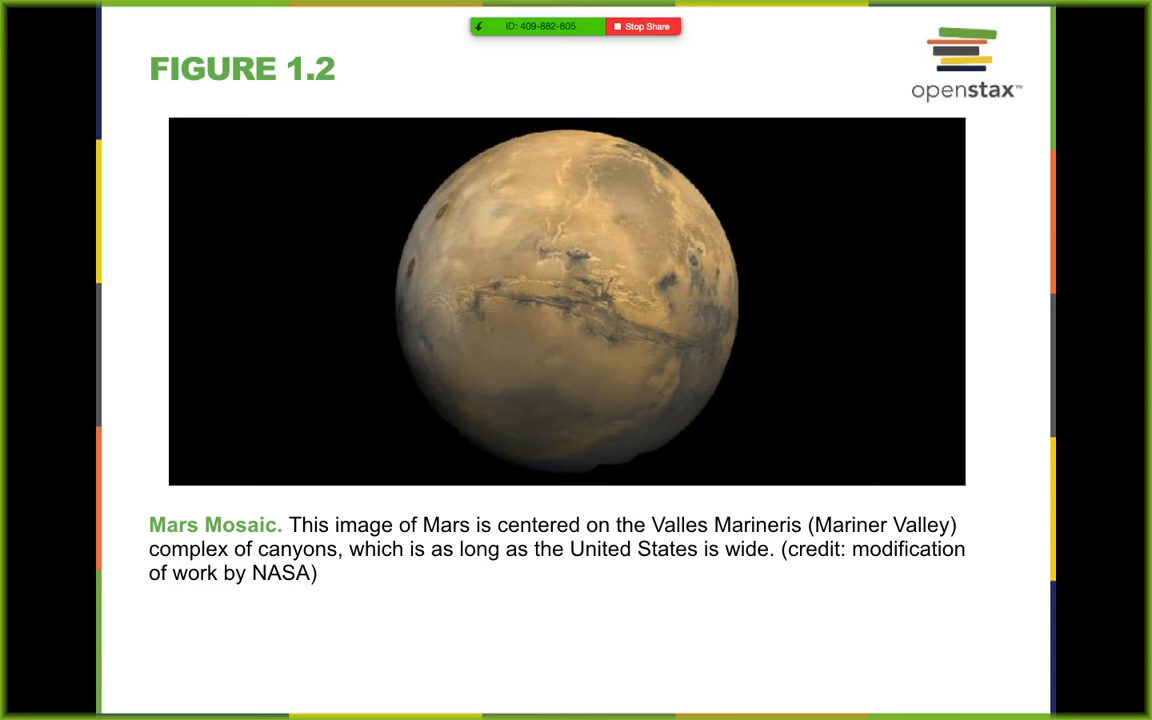 ID: 409-882-805 Stop Share
FIGURE 1.2
openstax™
Mars Mosaic. This image of Mars is centered on the Valles Marineris (Mariner Valley)
complex of canyons, which is as long as the United States is wide. (credit: modification
of work by NASA)